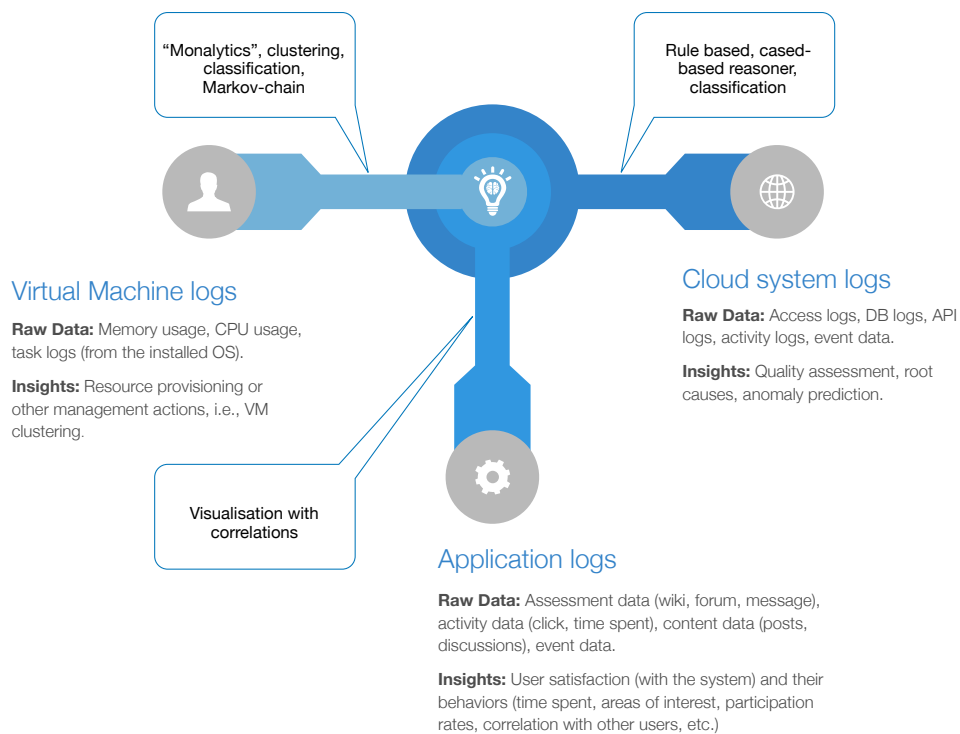 “Monalytics”, clustering,
classification,
Markov-chain
Rule based, cased-
based reasoner,
classification
Virtual Machine logs
Raw Data: Memory usage, CPU usage,
task logs (from the installed OS).
Insights: Resource provisioning or
other management actions, i.e., VM
clustering.
Cloud system logs
Raw Data: Access logs, DB logs, API
logs, activity logs, event data.
Insights: Quality assessment, root
causes, anomaly prediction.
Visualisation with
correlations
Application logs
Raw Data: Assessment data (wiki, forum, message),
activity data (click, time spent), content data (posts,
discussions), event data.
Insights: User satisfaction (with the system) and their
behaviors (time spent, areas of interest, participation
rates, correlation with other users, etc.)